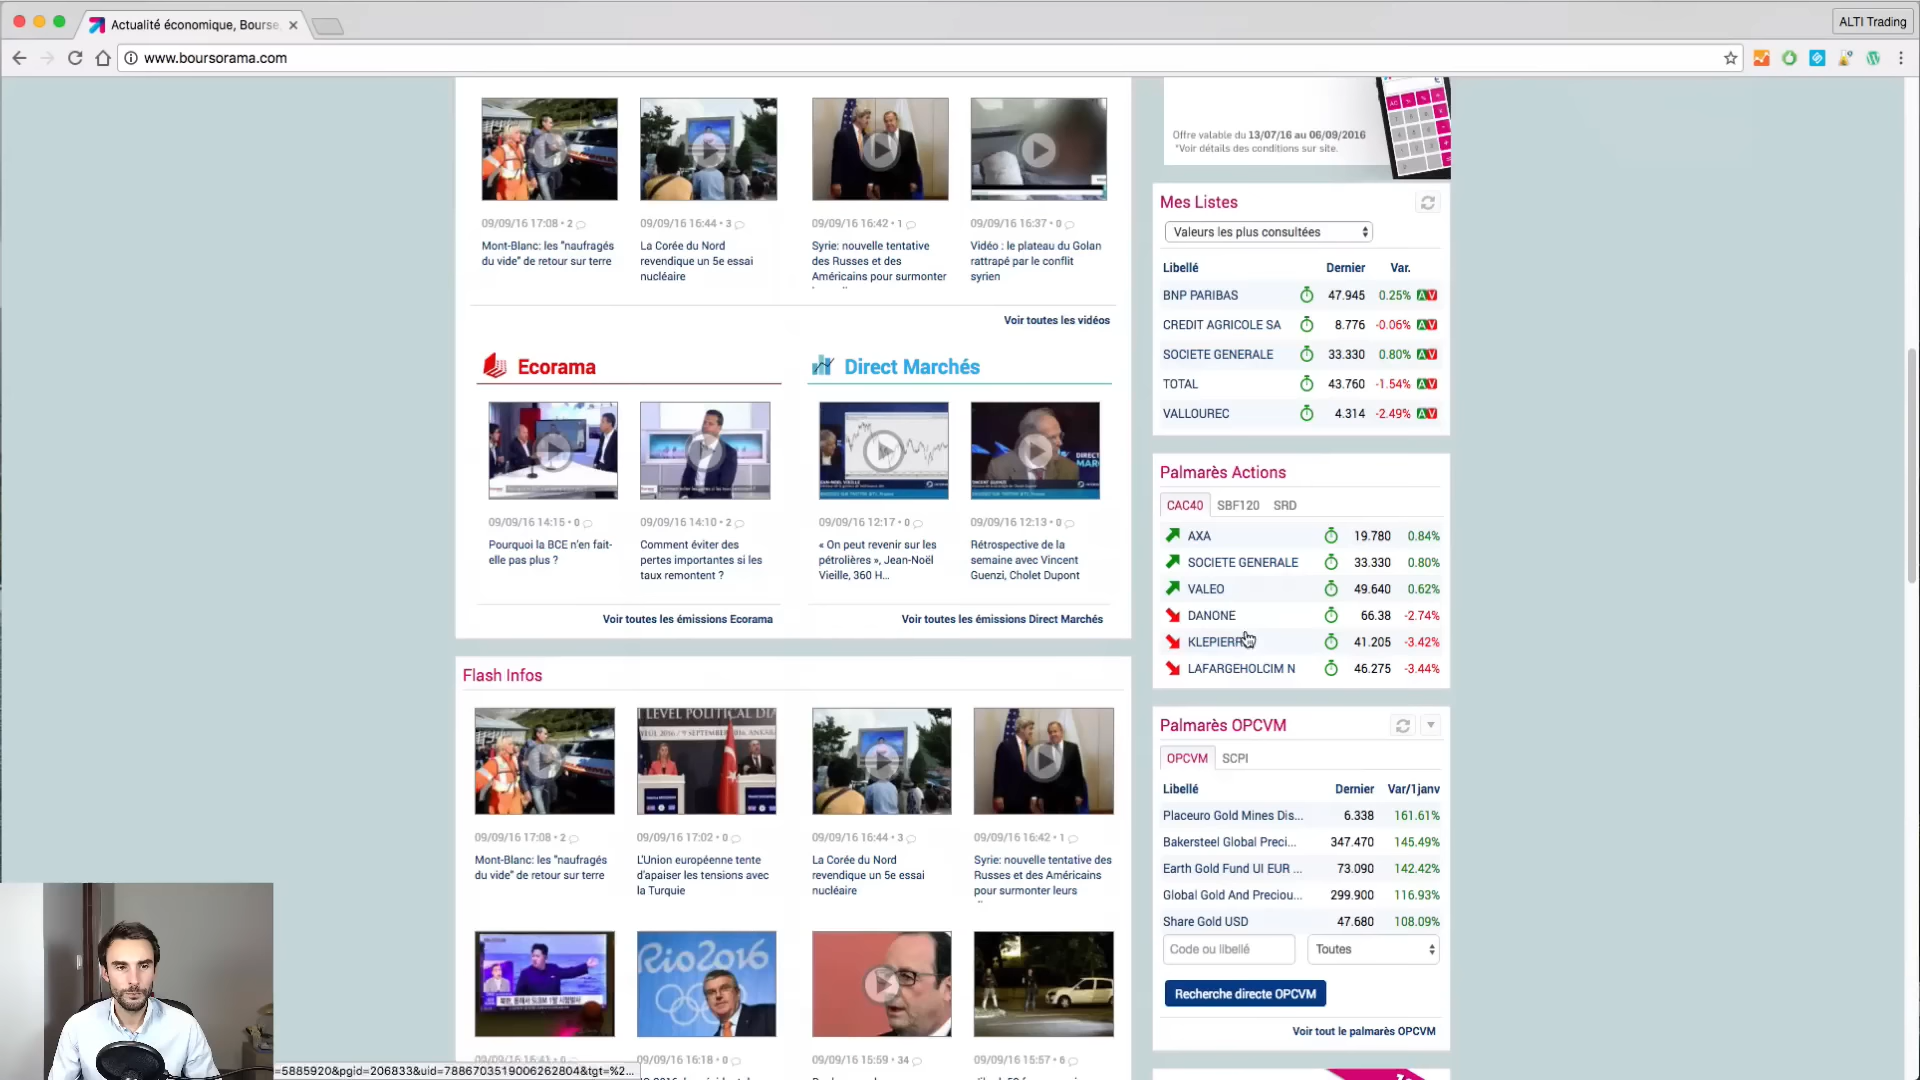 Actualité économique, Bourse,
ALTI Trading
www.boursorama.com
09/09/16 17:08 • 2
09/09/16 16:44 • 3
09/09/16 16:42 • 1
09/09/16 16:37 • 0
Mont-Blanc: les "naufragés
du vide" de retour sur terre
La Corée du Nord
revendique un 5e essai
nucléaire
Syrie: nouvelle tentative
des Russes et des
Américains pour surmonter
Vidéo : le plateau du Golan
rattrapé par le conflit
syrien
Voir toutes les vidéos
Ecorama
Direct Marchés
DIRECT
MAR
VINCENT GUENZI
09/09/16 14:15 • 0
09/09/16 14:10 • 2
09/09/16 12:17 • 0
09/09/16 12:13 • 0
Pourquoi la BCE n'en fait-
elle pas plus ?
Comment éviter des
pertes importantes si les
taux remontent ?
« On peut revenir sur les
pétrolières », Jean-Noël
Vieille, 360 H...
Rétrospective de la
semaine avec Vincent
Guenzi, Cholet Dupont
Voir toutes les émissions Ecorama
Voir toutes les émissions Direct Marchés
Flash Infos
LEVEL POLITICAL DIA
09/09/16 17:08 • 2
09/09/16 17:02 • 0
09/09/16 16:44 • 3
09/09/16 16:42 • 1
Mont-Blanc: les "naufragés
du vide" de retour sur terre
L'Union européenne tente
d'apaiser les tensions avec
la Turquie
La Corée du Nord
revendique un 5e essai
nucléaire
Syrie: nouvelle tentative des
Russes et des Américains
pour surmonter leurs
Rio2016
09/09/16 16:41 • 0
09/09/16 16:18 • 0
09/09/16 15:59 • 34
09/09/16 15:57 • 6
=5885920&pgid=206833&uid=7886703519006262804&tgt=%2...
Offre valable du 13/07/16 au 06/09/2016
*Voir détails des conditions sur site.
Mes Listes
Valeurs les plus consultées
Libellé Dernier Var.
BNP PARIBAS 47.945 0.25% A V
CREDIT AGRICOLE SA 8.776 -0.06% A V
SOCIETE GENERALE 33.330 0.80% A V
TOTAL 43.760 -1.54% A V
VALLOUREC 4.314 -2.49% A V
Palmarès Actions
CAC40 SBF120 SRD
AXA 19.780 0.84%
SOCIETE GENERALE 33.330 0.80%
VALEO 49.640 0.62%
DANONE 66.38 -2.74%
KLEPIERR 41.205 -3.42%
LAFARGEHOLCIM N 46.275 -3.44%
Palmarès OPCVM
OPCVM SCPI
Libellé Dernier Var/1janv
Placeuro Gold Mines Dis... 6.338 161.61%
Bakersteel Global Preci... 347.470 145.49%
Earth Gold Fund UI EUR ... 73.090 142.42%
Global Gold And Preciou... 299.900 116.93%
Share Gold USD 47.680 108.09%
Code ou libellé Toutes
Recherche directe OPCVM
Voir tout le palmarès OPCVM